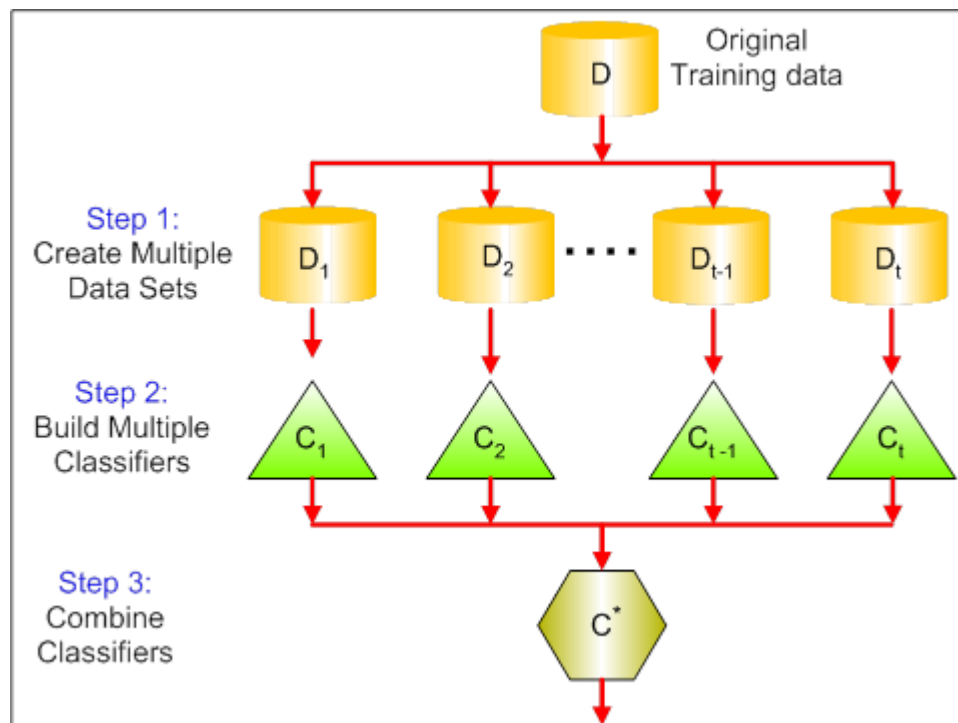 Original
Training data
D
Step 1:
Create Multiple
Data Sets
D₁
D₂
....
Dₜ₋₁
Dₜ
Step 2:
Build Multiple
Classifiers
C₁
C₂
Cₜ₋₁
Cₜ
Step 3:
Combine
Classifiers
C*